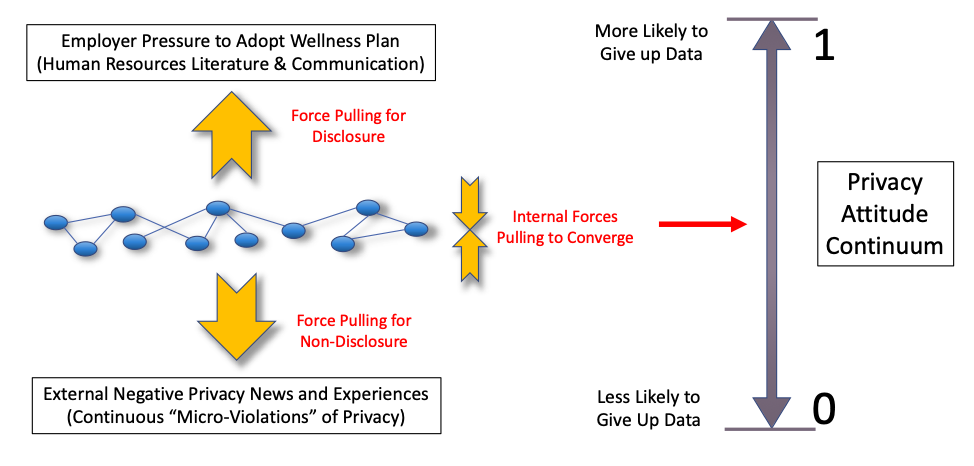 Employer Pressure to Adopt Wellness Plan
(Human Resources Literature & Communication)
Force Pulling for
Disclosure
Internal Forces
Pulling to Converge
Force Pulling for
Non-Disclosure
External Negative Privacy News and Experiences
(Continuous “Micro-Violations” of Privacy)
More Likely to
Give up Data
1
Privacy
Attitude
Continuum
Less Likely to
Give Up Data
0